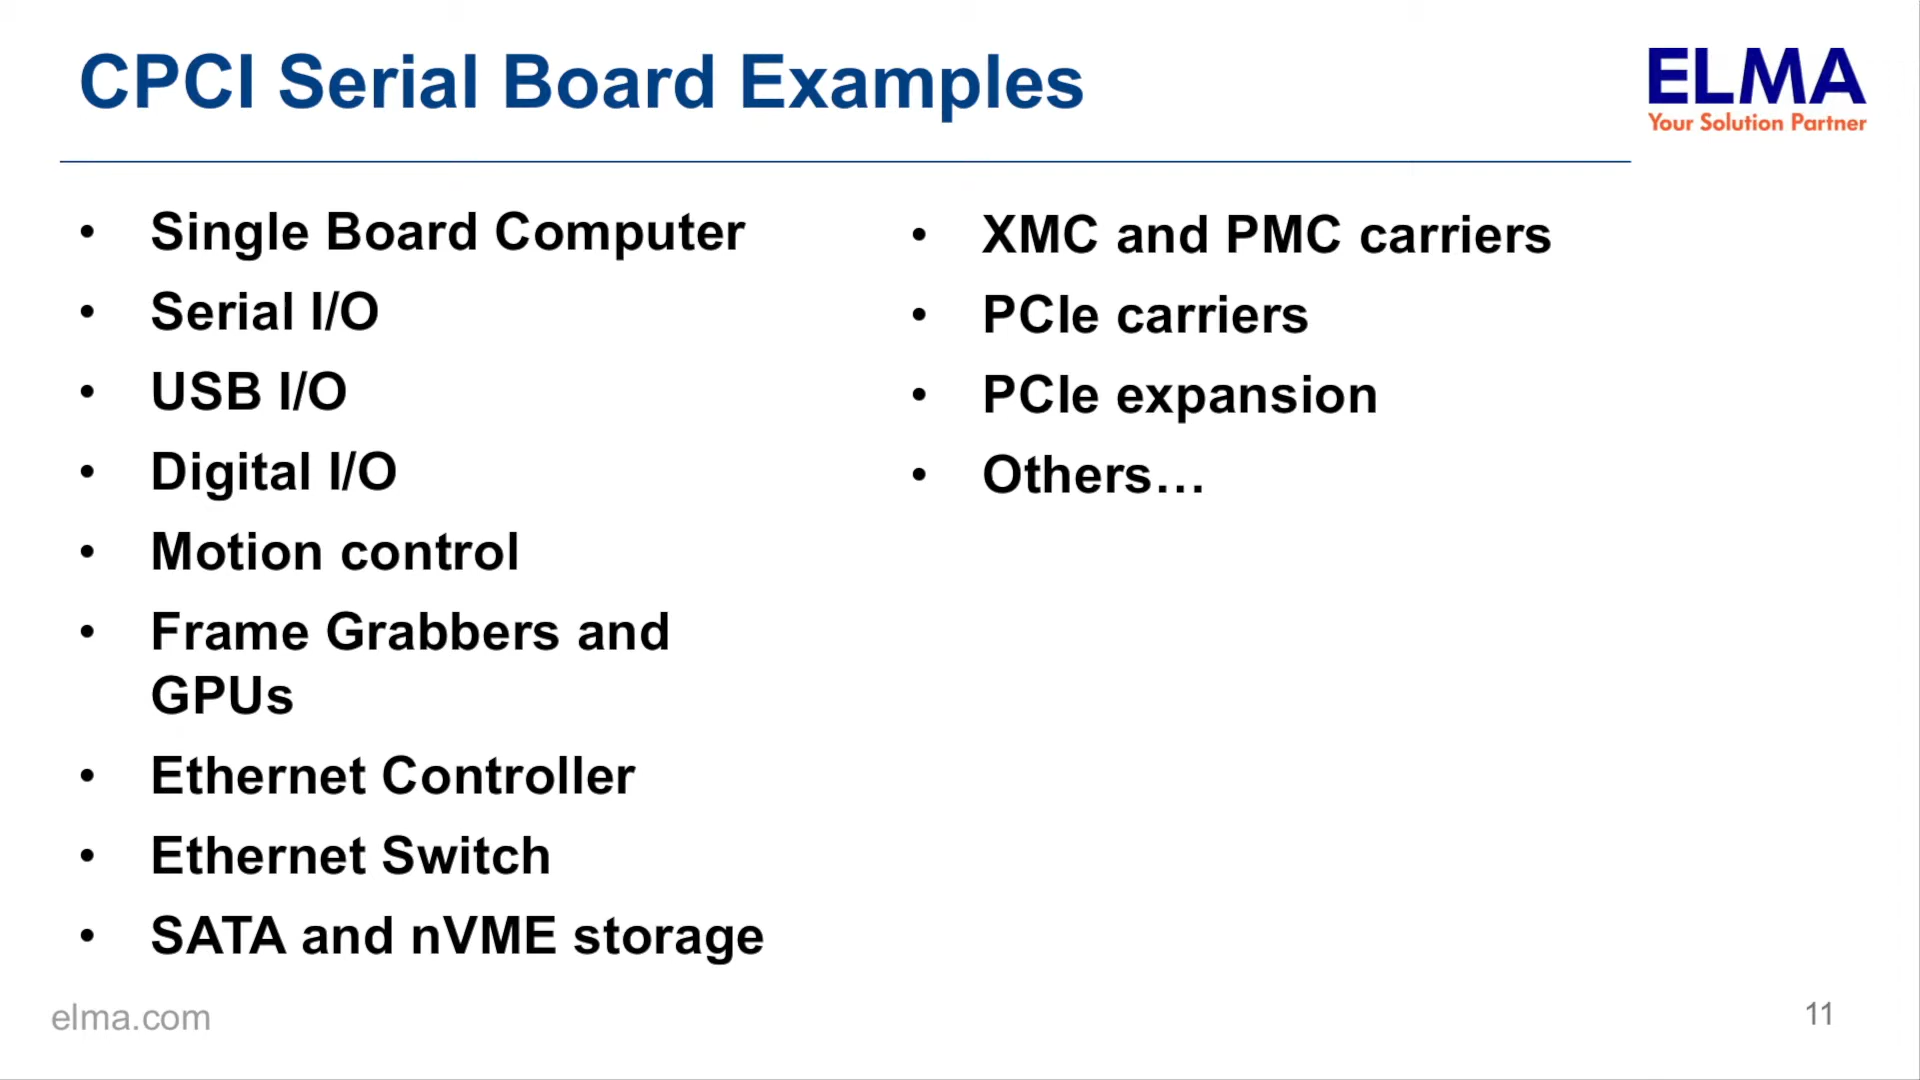 CPCI Serial Board Examples
ELMA
Your Solution Partner
• Single Board Computer
• Serial I/O
• USB I/O
• Digital I/O
• Motion control
• Frame Grabbers and
GPUs
• Ethernet Controller
• Ethernet Switch
• SATA and nVME storage
• XMC and PMC carriers
• PCIe carriers
• PCIe expansion
• Others…
elma.com
11